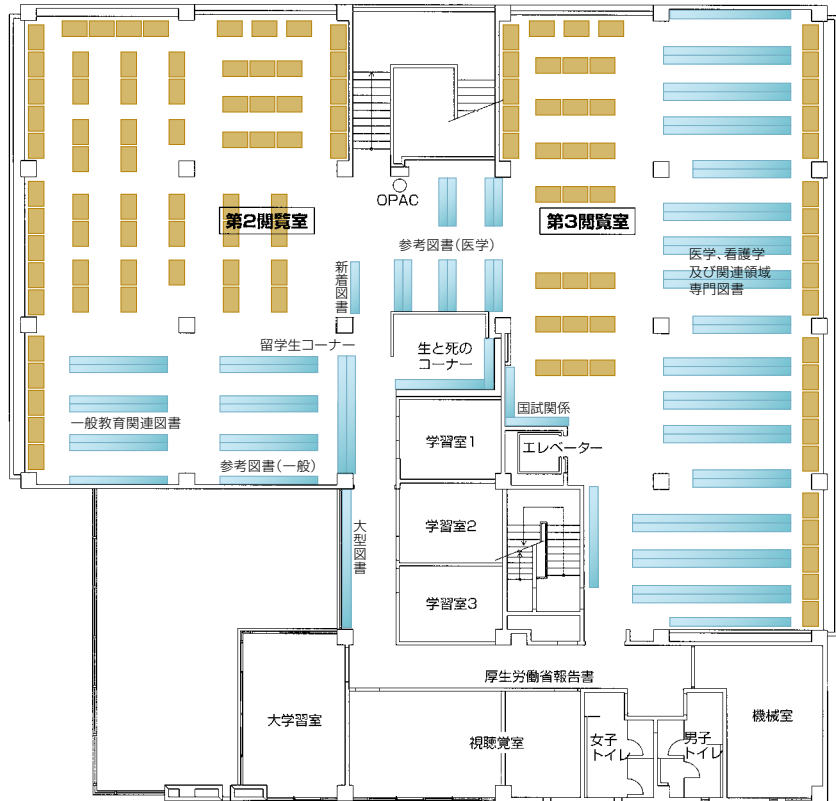 OPAC
第2閲覧室
第3閲覧室
参考図書(医学)
新着図書
医学、看護学
及び関連領域
専門図書
留学生コーナー
生と死の
コーナー
国試関係
一般教育関連図書
学習室1
エレベーター
参考図書(一般)
大型図書
学習室2
学習室3
厚生労働省報告書
大学習室
視聴覚室
女子
トイレ
男子
トイレ
機械室